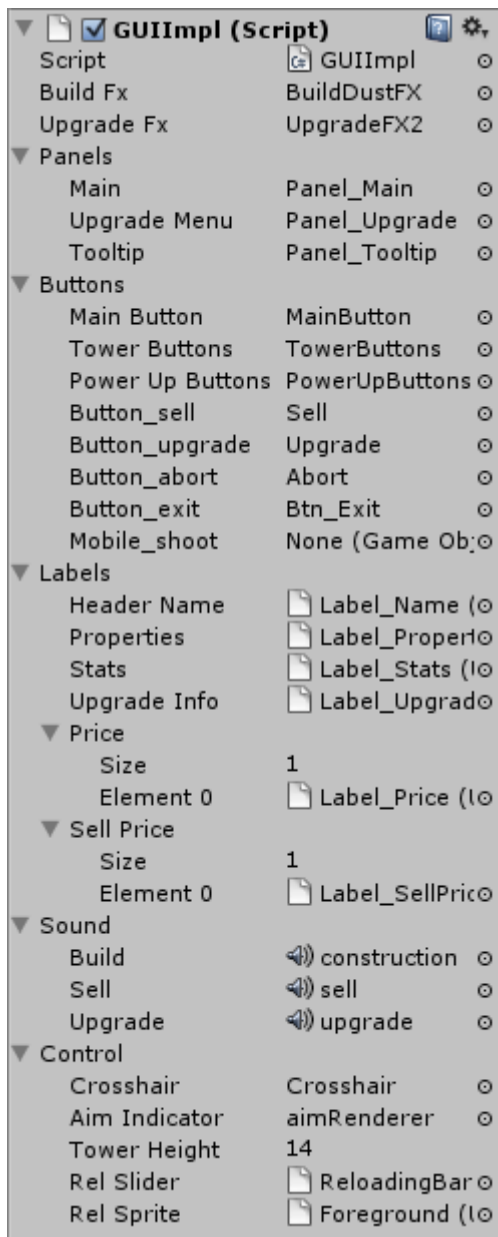 GUIImpl (Script)
Script GUIImpl
Build Fx BuildDustFX
Upgrade Fx UpgradeFX2
Panels
Main Panel_Main
Upgrade Menu Panel_Upgrade
Tooltip Panel_Tooltip
Buttons
Main Button MainButton
Tower Buttons TowerButtons
Power Up Buttons PowerUpButtons
Button_sell Sell
Button_upgrade Upgrade
Button_abort Abort
Button_exit Btn_Exit
Mobile_shoot None (Game Obj
Labels
Header Name Label_Name (
Properties Label_Propert
Stats Label_Stats (
Upgrade Info Label_Upgrad
Price
Size 1
Element 0 Label_Price (
Sell Price
Size 1
Element 0 Label_SellPric
Sound
Build construction
Sell sell
Upgrade upgrade
Control
Crosshair Crosshair
Aim Indicator aimRenderer
Tower Height 14
Rel Slider ReloadingBar
Rel Sprite Foreground (